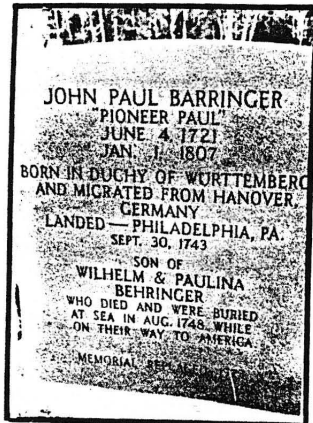 JOHN PAUL BARRINGER
"PIONEER PAUL"
JUNE 4, 1721
JAN. 1, 1807
BORN IN DUCHY OF WURTTEMBERG
AND MIGRATED FROM HANOVER,
GERMANY
LANDED — PHILADELPHIA, PA.
SEPT. 30, 1743
SON OF
WILHELM & PAULINA
BEHRINGER
WHO DIED AND WERE BURIED
AT SEA IN AUG. 1748, WHILE
ON THEIR WAY TO AMERICA
MEMORIAL